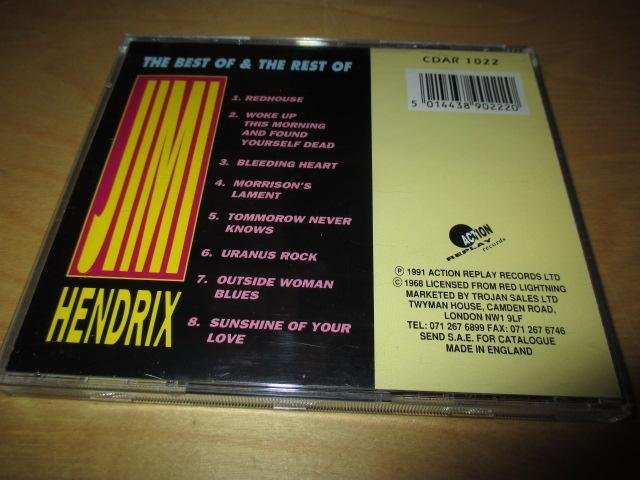 THE BEST OF & THE REST OF
JIMI
HENDRIX
1. REDHOUSE
2. WOKE UP
THIS MORNING
AND FOUND
YOURSELF DEAD
3. BLEEDING HEART
4. MORRISON'S
LAMENT
5. TOMMOROW NEVER
KNOWS
6. URANUS ROCK
7. OUTSIDE WOMAN
BLUES
8. SUNSHINE OF YOUR
LOVE
CDAR 1022
5 014438 902220
ACTION
REPLAY
records
Ⓟ 1991 ACTION REPLAY RECORDS LTD
© 1968 LICENSED FROM RED LIGHTNING
MARKETED BY TROJAN SALES LTD
TWYMAN HOUSE, CAMDEN ROAD,
LONDON NW1 9LF
TEL: 071 267 6899 FAX: 071 267 6746
SEND S.A.E. FOR CATALOGUE
MADE IN ENGLAND